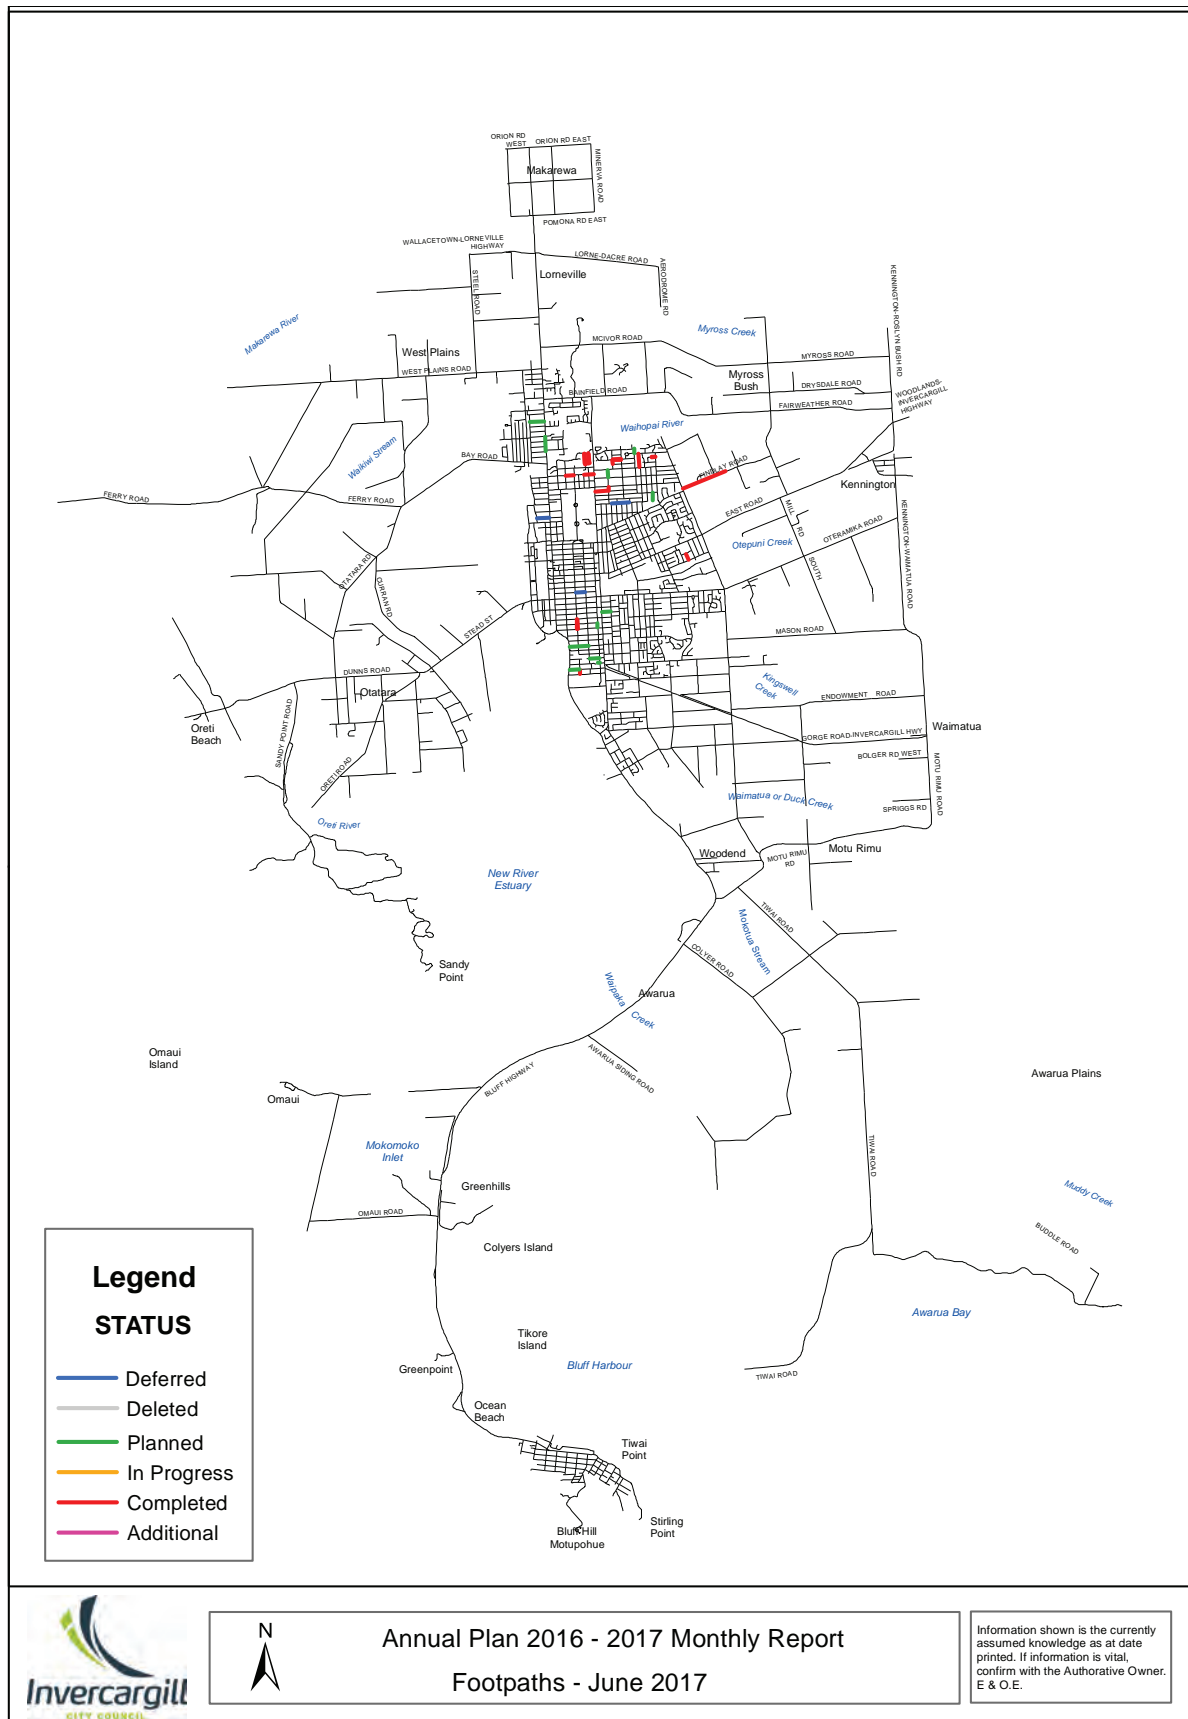 ORION RD
WEST
ORION RD EAST
Makarewa
MINERVA ROAD
POMONA RD EAST
WALLACETOWN-LORNEVILLE
HIGHWAY
LORNE-DACRE ROAD
Lorneville
STEEL ROAD
AERODROME RD
KENNINGTON-ROSLYN BUSH RD
Makarewa River
Myross Creek
MCIVOR ROAD
West Plains
WEST PLAINS ROAD
MYROSS ROAD
Myross
Bush
DRYSDALE ROAD
WOODLANDS-
INVERCARGILL
HIGHWAY
BAINFIELD ROAD
FAIRWEATHER ROAD
Waihopai River
Waikiwi Stream
BAY ROAD
FINDLAY ROAD
Kennington
FERRY ROAD
FERRY ROAD
EAST ROAD
MILL RD
OTERAMIKA ROAD
KENNINGTON-WAIMATUA ROAD
Otepuni Creek
SOUTH
OTATARA RD
CURRAN RD
STEAD ST
MASON ROAD
DUNNS ROAD
Otatara
Kingswell
Creek
ENDOWMENT ROAD
SANDY POINT ROAD
Oreti
Beach
Waimatua
GORGE ROAD-INVERCARGILL HWY
BOLGER RD WEST
ORETI ROAD
MOTU RIMU ROAD
Waimatua or Duck Creek
SPRIGGS RD
Oreti River
Woodend
MOTU RIMU
RD
Motu Rimu
New River
Estuary
TIWAI ROAD
Mokotua Stream
COLYER ROAD
Sandy
Point
Waipaka
Creek
Awarua
Omaui
Island
AWARUA SIDING ROAD
BLUFF HIGHWAY
Awarua Plains
Omaui
Mokomoko
Inlet
TIWAI ROAD
Greenhills
Muddy Creek
OMAUI ROAD
BUDDLE ROAD
Colyers Island
Awarua Bay
Tikore
Island
Greenpoint
Bluff Harbour
TIWAI ROAD
Ocean
Beach
Tiwai
Point
Stirling
Point
Bluff Hill
Motupohue
Legend
STATUS
Deferred
Deleted
Planned
In Progress
Completed
Additional
Invercargill
CITY COUNCIL
N
Annual Plan 2016 - 2017 Monthly Report
Footpaths - June 2017
Information shown is the currently
assumed knowledge as at date
printed. If information is vital,
confirm with the Authorative Owner.
E & O.E.